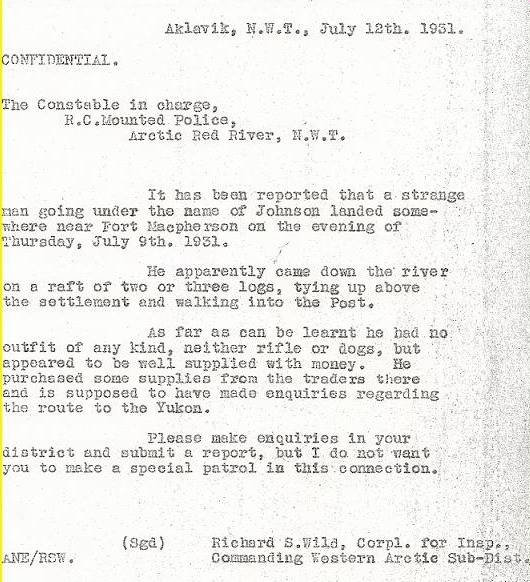 Aklavik, N.W.T., July 12th. 1931.
CONFIDENTIAL.
The Constable in charge,
R.C.Mounted Police,
Arctic Red River, N.W.T.
It has been reported that a strange
man going under the name of Johnson landed some-
where near Fort Macpherson on the evening of
Thursday, July 9th. 1931.
He apparently came down the river
on a raft of two or three logs, tying up above
the settlement and walking into the Post.
As far as can be learnt he had no
outfit of any kind, neither rifle or dogs, but
appeared to be well supplied with money. He
purchased some supplies from the traders there
and is supposed to have made enquiries regarding
the route to the Yukon.
Please make enquiries in your
district and submit a report, but I do not want
you to make a special patrol in this connection.
(Sgd) Richard S.Wild, Corpl. for Insp.,
ANE/RSW. Commanding Western Arctic Sub-Dist.